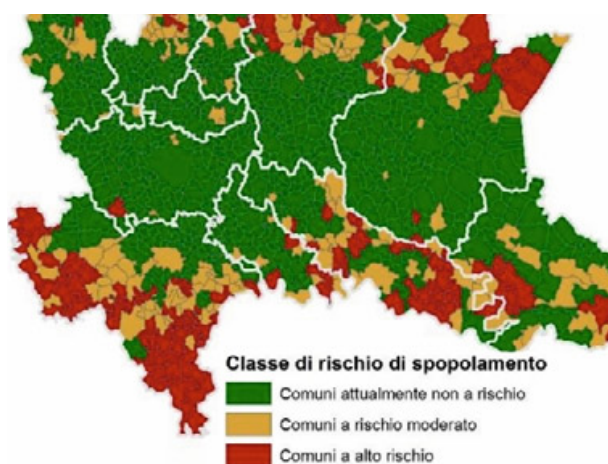 Classe di rischio di spopolamento
Comuni attualmente non a rischio
Comuni a rischio moderato
Comuni a alto rischio